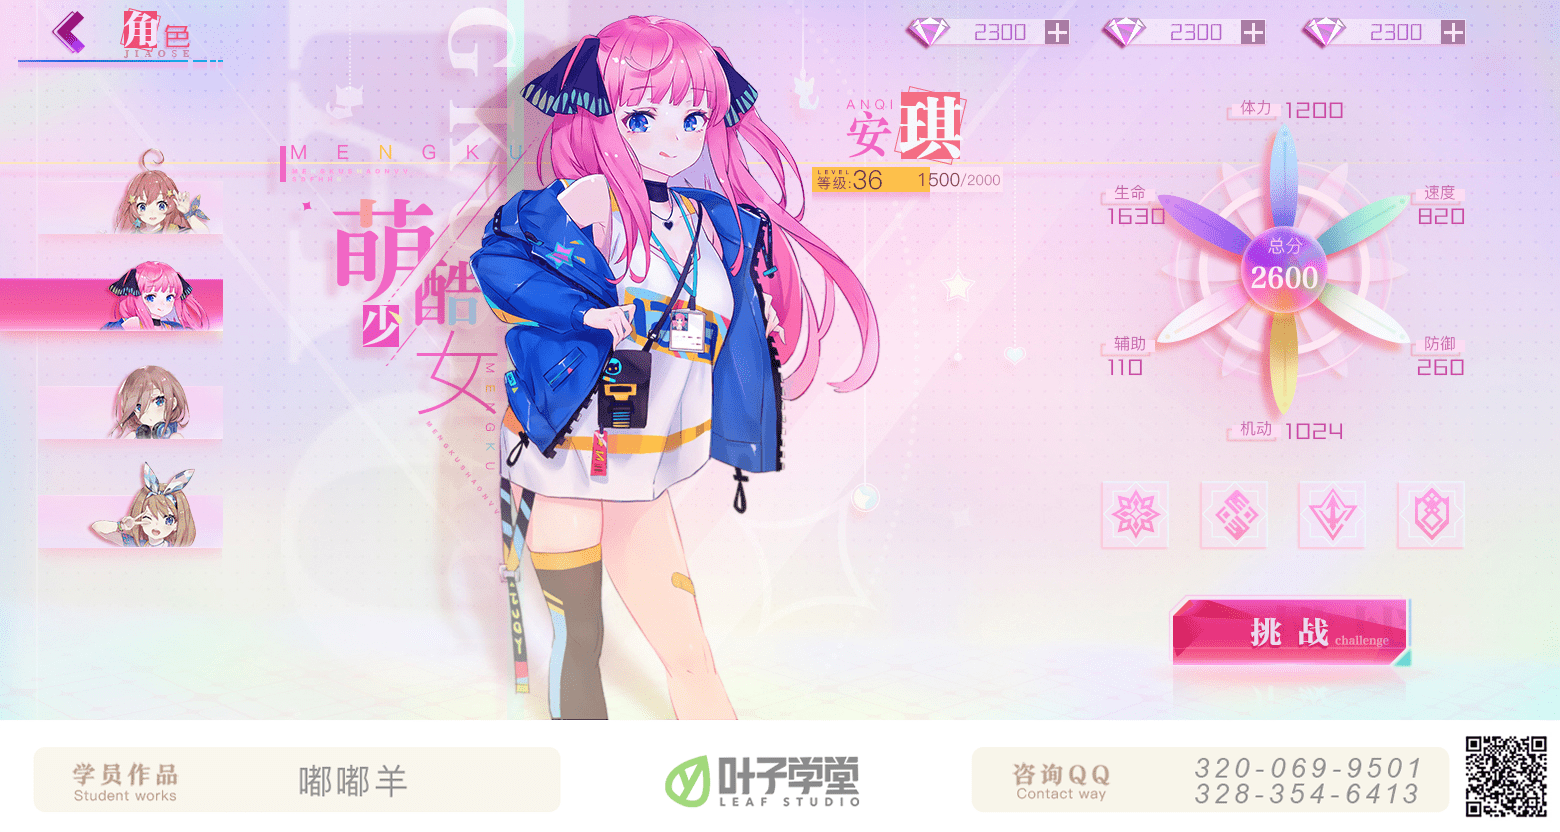 角色
JIAOSE
2300
2300
2300
MENGKU
萌
酷
少
女
MENGKU
MENGKUSHAONVV
ANQI
安琪
LEVEL
等级:36
1500/2000
体力 1200
生命
1630
速度
820
总分
2600
辅助
110
防御
260
机动 1024
挑战 challenge
学员作品
Student works
嘟嘟羊
叶子学堂
LEAF STUDIO
咨询QQ
Contact way
320-069-9501
328-354-6413